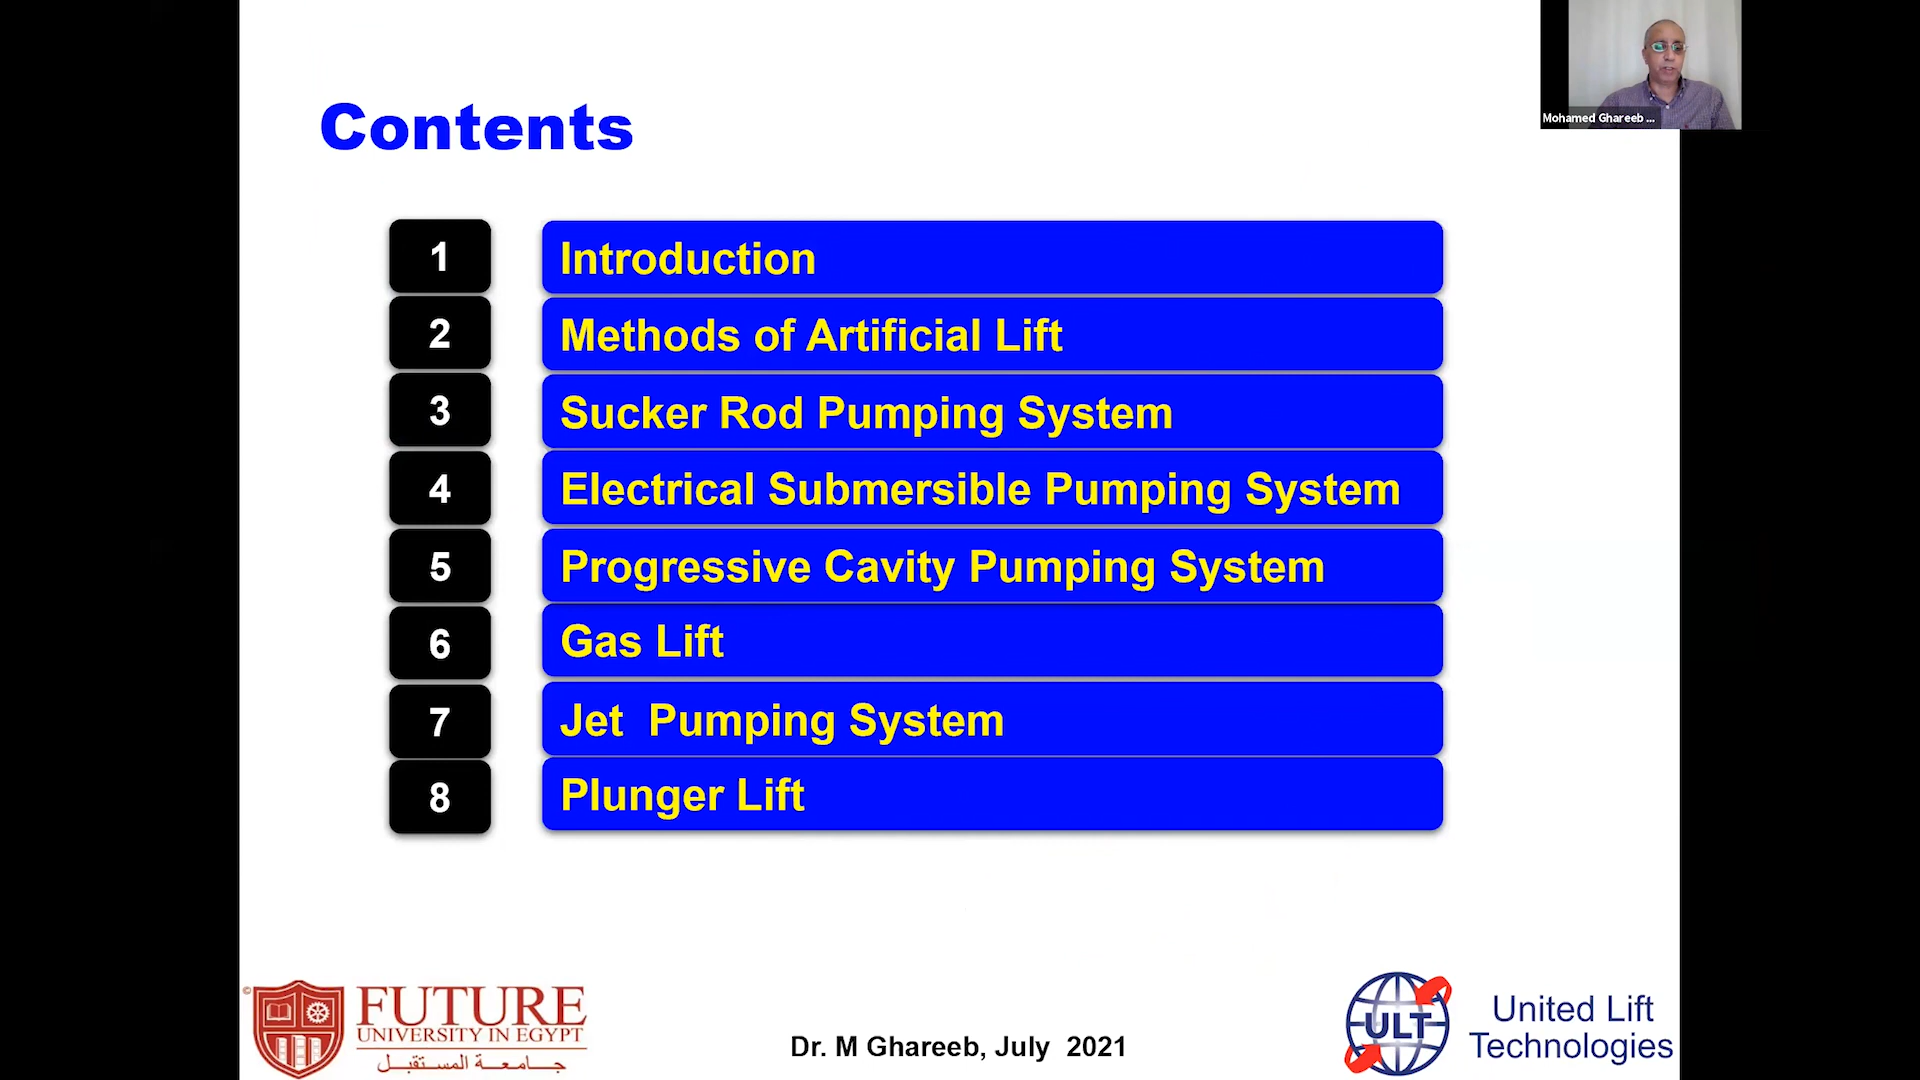 Mohamed Ghareeb ...
Contents
1 Introduction
2 Methods of Artificial Lift
3 Sucker Rod Pumping System
4 Electrical Submersible Pumping System
5 Progressive Cavity Pumping System
6 Gas Lift
7 Jet Pumping System
8 Plunger Lift
©
FUTURE
UNIVERSITY IN EGYPT
جامعة المستقبل
Dr. M Ghareeb, July 2021
ULT
United Lift
Technologies